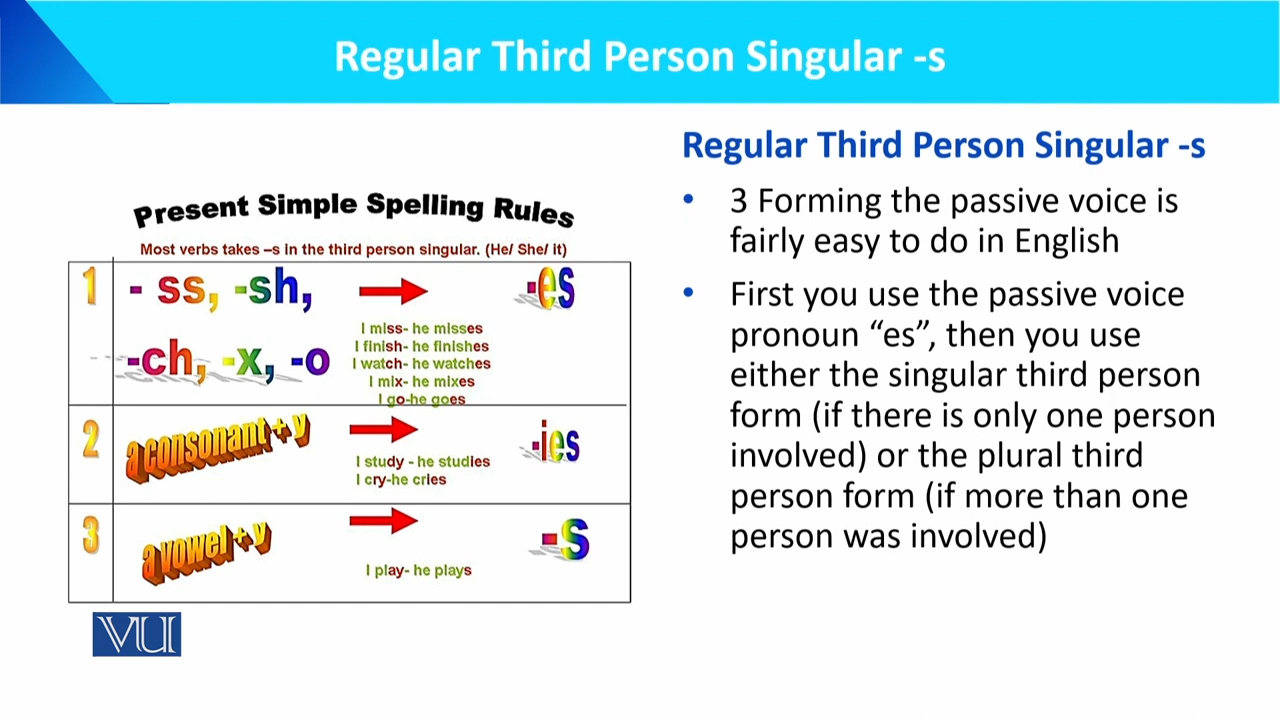 Regular Third Person Singular -s
Present Simple Spelling Rules
Most verbs takes –s in the third person singular. (He/ She/ it)
1
- ss, -sh,
-es
-ch, -x, -o
I miss- he misses
I finish- he finishes
I watch- he watches
I mix- he mixes
I go-he goes
2
a consonant + y
-ies
I study - he studies
I cry-he cries
3
a vowel + y
-s
I play- he plays
VU
Regular Third Person Singular -s
• 3 Forming the passive voice is
fairly easy to do in English
• First you use the passive voice
pronoun “es”, then you use
either the singular third person
form (if there is only one person
involved) or the plural third
person form (if more than one
person was involved)